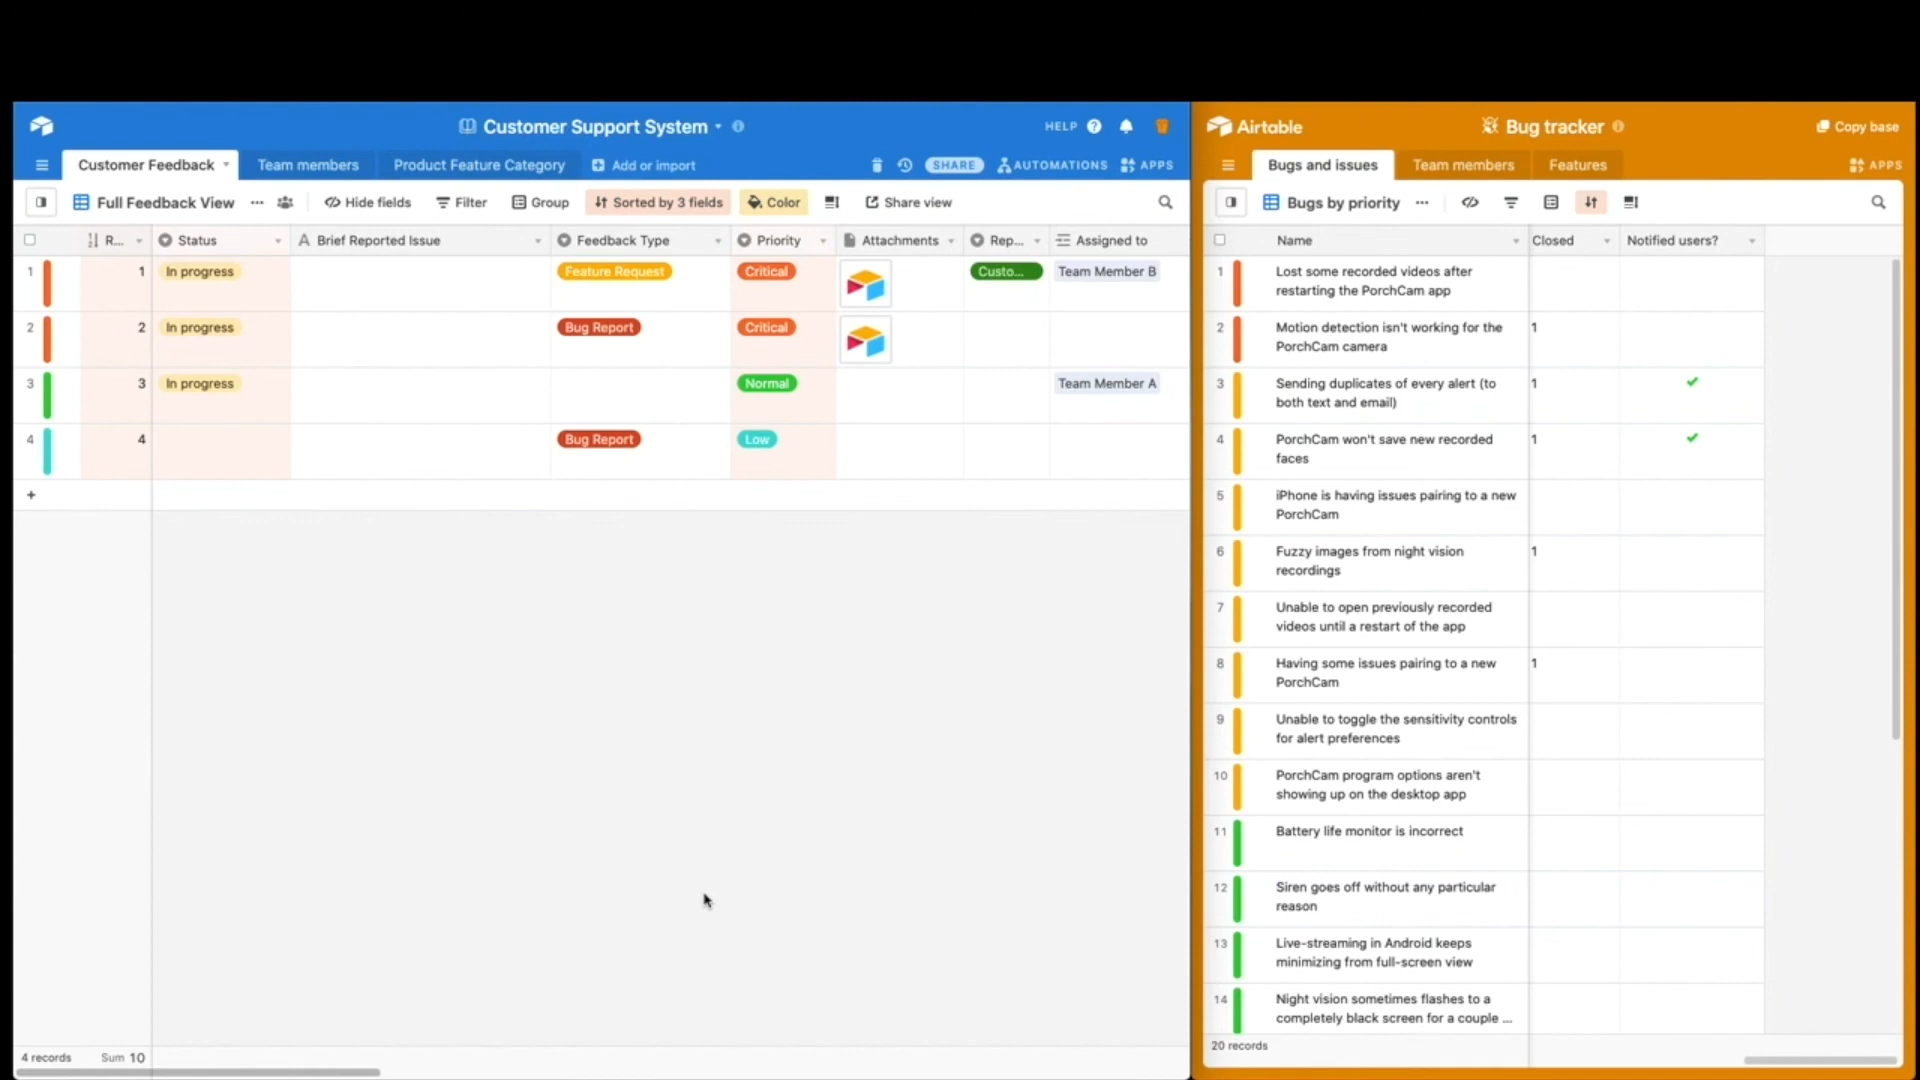 Customer Support System
HELP
Customer Feedback
Team members
Product Feature Category
Add or import
SHARE
AUTOMATIONS
APPS
Full Feedback View
Hide fields
Filter
Group
Sorted by 3 fields
Color
Share view
R...
Status
A Brief Reported Issue
Feedback Type
Priority
Attachments
Rep...
Assigned to
1 1 In progress Feature Request Critical Custo... Team Member B
2 2 In progress Bug Report Critical
3 3 In progress Normal Team Member A
4 4 Bug Report Low
+
4 records Sum 10
Airtable
Bug tracker
Copy base
Bugs and issues
Team members
Features
APPS
Bugs by priority
Name
Closed
Notified users?
1 Lost some recorded videos after
restarting the PorchCam app
2 Motion detection isn't working for the 1
PorchCam camera
3 Sending duplicates of every alert (to 1
both text and email)
4 PorchCam won't save new recorded 1
faces
5 iPhone is having issues pairing to a new
PorchCam
6 Fuzzy images from night vision 1
recordings
7 Unable to open previously recorded
videos until a restart of the app
8 Having some issues pairing to a new 1
PorchCam
9 Unable to toggle the sensitivity controls
for alert preferences
10 PorchCam program options aren't
showing up on the desktop app
11 Battery life monitor is incorrect
12 Siren goes off without any particular
reason
13 Live-streaming in Android keeps
minimizing from full-screen view
14 Night vision sometimes flashes to a
completely black screen for a couple ...
20 records